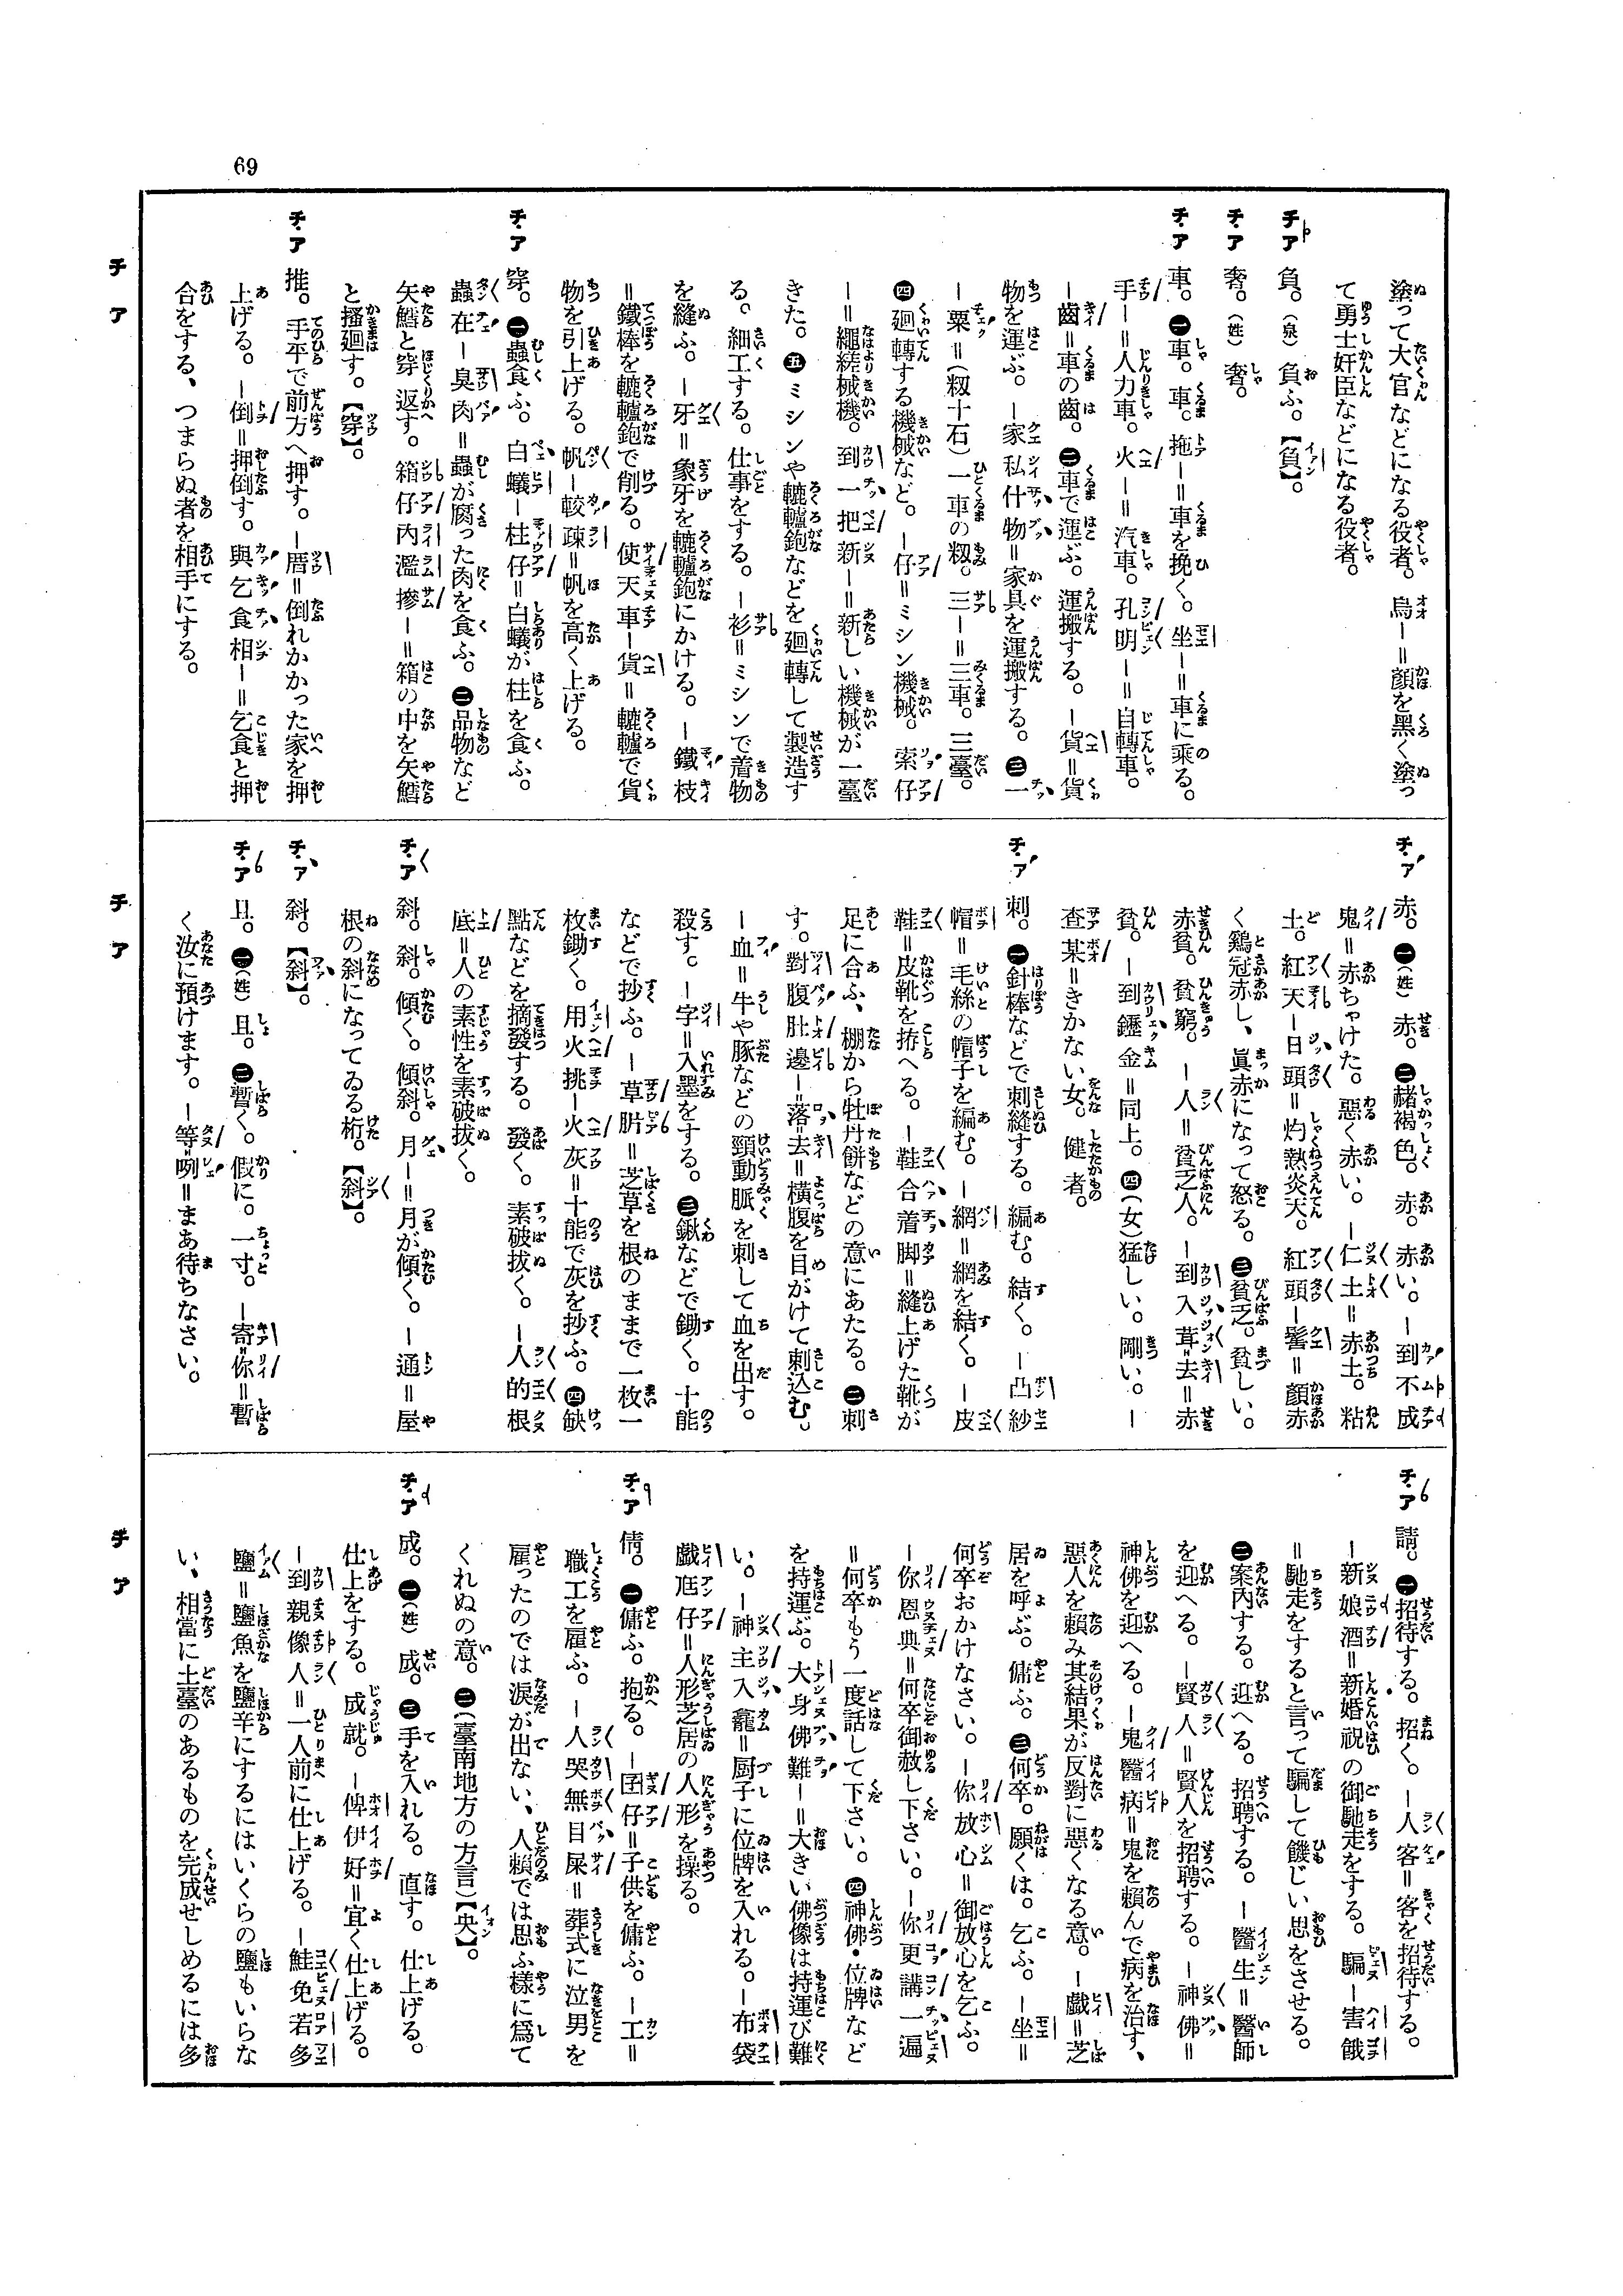 69
塗って大官などになる役者。烏ー＝顔を黒く塗っ
て勇士奸臣などになる役者。
チア 負。（泉）負ふ。【負】。
チア 奢。（姓）奢。
チア 車。㊀車。車。拖ー＝車を挽く。坐ー＝車に乘る。
手ー＝人力車。火ー＝汽車。孔明ー＝自轉車。
ー齒＝車の齒。㊁車で運ぶ。運搬する。ー貨＝貨
物を運ぶ。ー家私什物＝家具を運搬する。㊂一
ー粟＝（籾十石）一車の籾。三ー＝三車。三臺。
㊃廻轉する機械など。ー仔＝ミシン機械。索仔
ー＝繩縒械機。到一把新ー＝新しい機械が一臺
きた。㊄ミシンや轆轤鉋などを廻轉して製造す
る。細工する。仕事をする。ー衫＝ミシンで着物
を縫ふ。ー牙＝象牙を轆轤鉋にかける。ー鐵枝
＝鐵棒を轆轤鉋で削る。使天車ー貨＝轆轤で貨
物を引上げる。帆ー較疎＝帆を高く上げる。
チア 穿。㊀蟲食ふ。白蟻ー柱仔＝白蟻が柱を食ふ。
蟲在ー臭肉＝蟲が腐った肉を食ふ。㊁品物など
矢鱈と穿返す。箱仔內濫摻ー＝箱の中を矢鱈
と搔廻す。【穿】。
チア 推。手平で前方へ押す。ー厝＝倒れかかった家を押
上げる。ー倒＝押倒す。與乞食相ー＝乞食と押
合をする、つまらぬ者を相手にする。
チア 赤。㊀（姓）赤。㊁赭褐色。赤。赤い。ー到不成
鬼＝赤ちゃけた。惡く赤い。ー仁土＝赤土。粘
土。紅天ー日頭＝灼熱炎天。紅頭ー髻＝顔赤
く鷄冠赤し、眞赤になって怒る。㊂貧乏。貧しい。
赤貧。貧窮。ー人＝貧乏人。ー到入茸去＝赤
貧。ー到鑢金＝同上。㊃（女）猛しい。剛い。ー
查某＝きかない女。健者。
チア 刺。㊀針棒などで刺縫する。編む。結く。ー凸紗
帽＝毛絲の帽子を編む。ー網＝網を結く。ー皮
鞋＝皮靴を拵へる。ー鞋合着脚＝縫上げた靴が
足に合ふ、棚から牡丹餅などの意にあたる。㊁刺
す。對腹肚邊ー落去＝橫腹を目がけて刺込む。
ー血＝牛や豚などの頸動脈を刺して血を出す。
殺す。ー字＝入墨をする。㊂鍬などで鋤く。十能
などで抄ふ。ー草肵＝芝草を根のままで一枚一
枚鋤く。用火挑ー火灰＝十能で灰を抄ふ。㊃缺
點などを摘發する。發く。素破拔く。ー人的根
底＝人の素性を素破拔く。
チア 斜。斜。傾く。傾斜。月ー＝月が傾く。ー通＝屋
根の斜になってゐる桁。【斜】。
チア 斜。【斜】。
チア 且。㊀（姓）且。㊁暫く。假に。一寸。ー寄你＝暫
く汝に預けます。ー等咧＝まあ待ちなさい。
チア 請。㊀招待する。招く。ー人客＝客を招待する。
ー新娘酒＝新婚祝の御馳走をする。騙ー害餓
＝馳走をすると言って騙して饑じい思をさせる。
㊁案內する。迎へる。招聘する。ー醫生＝醫師
を迎へる。ー賢人＝賢人を招聘する。ー神佛＝
神佛を迎へる。ー鬼醫病＝鬼を賴んで病を治す、
惡人を賴み其結果が反對に惡くなる意。ー戲＝芝
居を呼ぶ。傭ふ。㊂何卒。願くは。乞ふ。ー坐＝
何卒おかけなさい。ー你放心＝御放心を乞ふ。
ー你恩典＝何卒御赦し下さい。ー你更講一遍
＝何卒もう一度話して下さい。㊃神佛・位牌など
を持運ぶ。大身佛難ー＝大きい佛像は持運び難
い。ー神主入龕＝厨子に位牌を入れる。ー布袋
戲尪仔＝人形芝居の人形を操る。
チア 倩。㊀傭ふ。抱る。ー囝仔＝子供を傭ふ。ー工＝
職工を雇ふ。ー人哭無目屎＝葬式に泣男を
雇ったのでは淚が出ない、人賴では思ふ樣に爲て
くれぬの意。㊁（臺南地方の方言）【央】。
チア 成。㊀（姓）成。㊁手を入れる。直す。仕上げる。
仕上をする。成就。ー俾伊好＝宜く仕上げる。
ー到親像人＝一人前に仕上げる。ー鮭免若多
鹽＝鹽魚を鹽辛にするにはいくらの鹽もいらな
い、相當に土臺のあるものを完成せしめるには多
チア
チア
チア